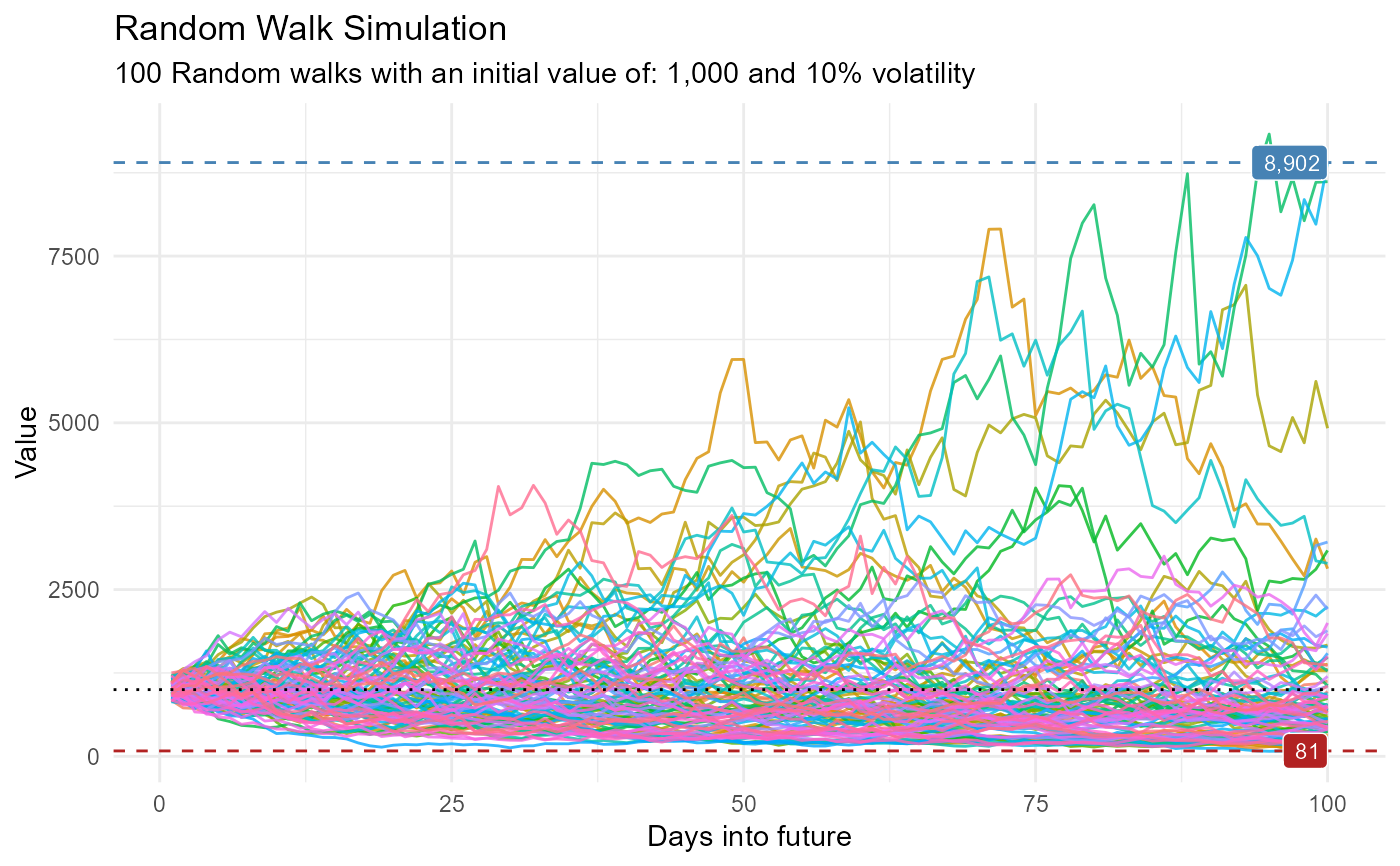 Random Walk Simulation
100 Random walks with an initial value of: 1,000 and 10% volatility
8,902
7500
5000
2500
0
81
Value
0 25 50 75 100
Days into future